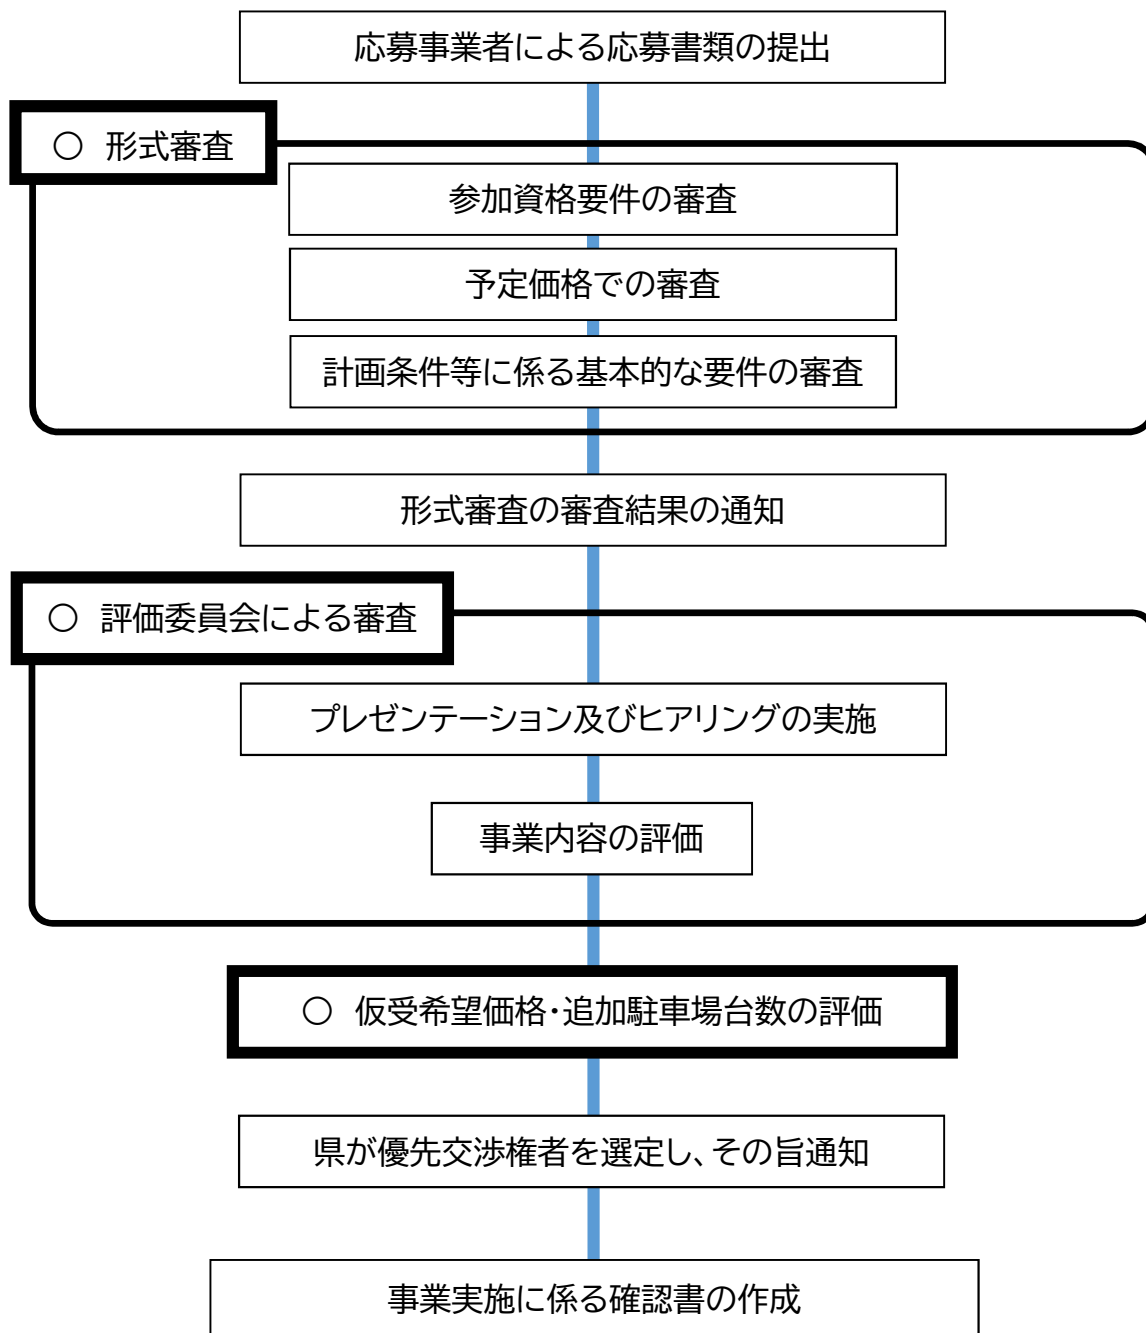 応募事業者による応募書類の提出
○ 形式審査
参加資格要件の審査
予定価格での審査
計画条件等に係る基本的な要件の審査
形式審査の審査結果の通知
○ 評価委員会による審査
プレゼンテーション及びヒアリングの実施
事業内容の評価
○ 仮受希望価格・追加駐車場台数の評価
県が優先交渉権者を選定し、その旨通知
事業実施に係る確認書の作成